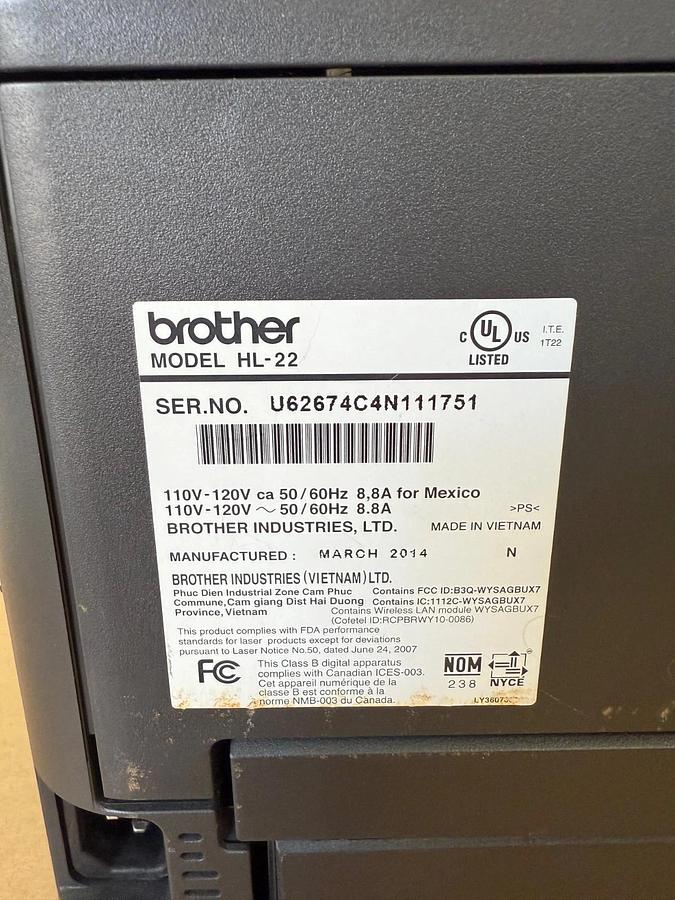 brother
MODEL HL-22
C UL US
LISTED
I.T.E.
1T22
SER.NO. U62674C4N111751
110V-120V ca 50/60Hz 8,8A for Mexico
110V-120V ~ 50/60Hz 8.8A >PS<
BROTHER INDUSTRIES, LTD. MADE IN VIETNAM
MANUFACTURED : MARCH 2014 N
BROTHER INDUSTRIES (VIETNAM) LTD.
Phuc Dien Industrial Zone Cam Phuc
Commune,Cam giang Dist Hai Duong
Province, Vietnam
Contains FCC ID:B3Q-WYSAGBUX7
Contains IC:1112C-WYSAGBUX7
Contains Wireless LAN module WYSAGBUX7
(Cofetel ID:RCPBRWY10-0086)
This product complies with FDA performance
standards for laser products except for deviations
pursuant to Laser Notice No.50, dated June 24, 2007
FC
This Class B digital apparatus
complies with Canadian ICES-003.
Cet appareil numérique de la
classe B est conforme à la
norme NMB-003 du Canada.
NOM
238
NYCE